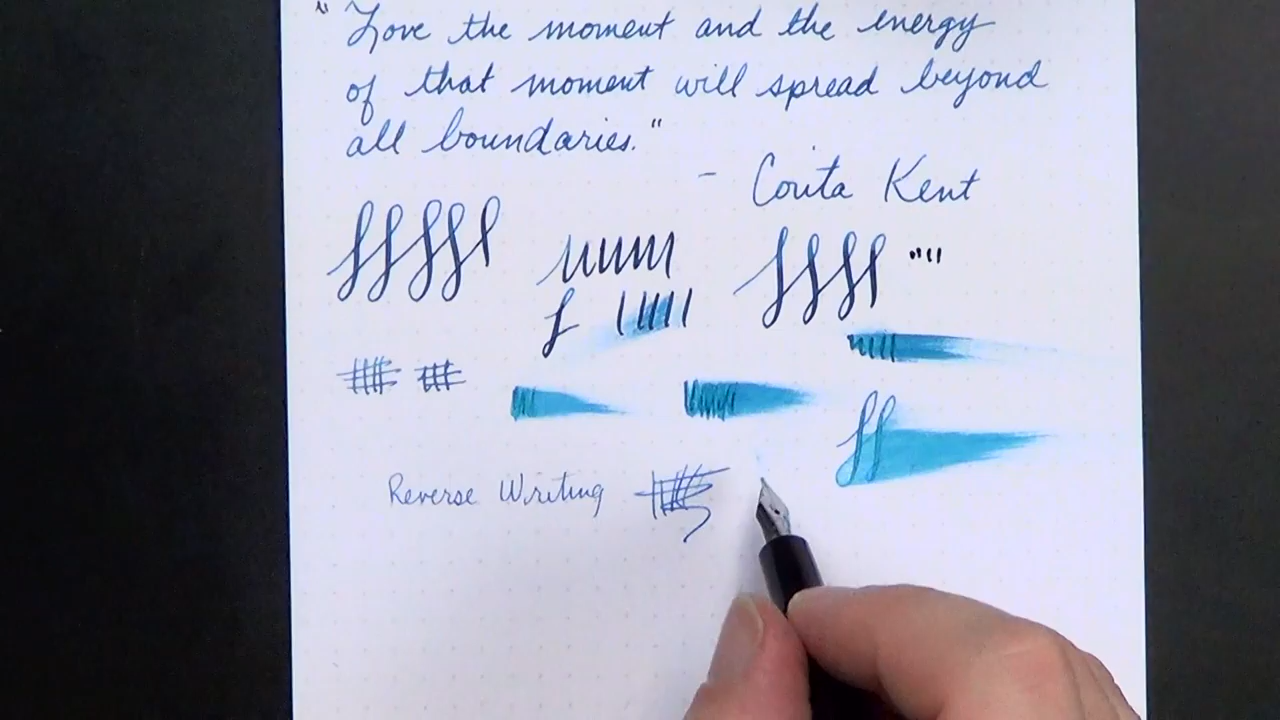 "Love the moment and the energy
of that moment will spread beyond
all boundaries."
- Corita Kent
Reverse Writing